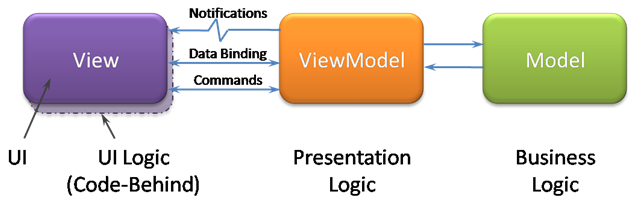 Notifications
View
Data Binding
ViewModel
Model
Commands
UI
UI Logic
(Code-Behind)
Presentation
Logic
Business
Logic